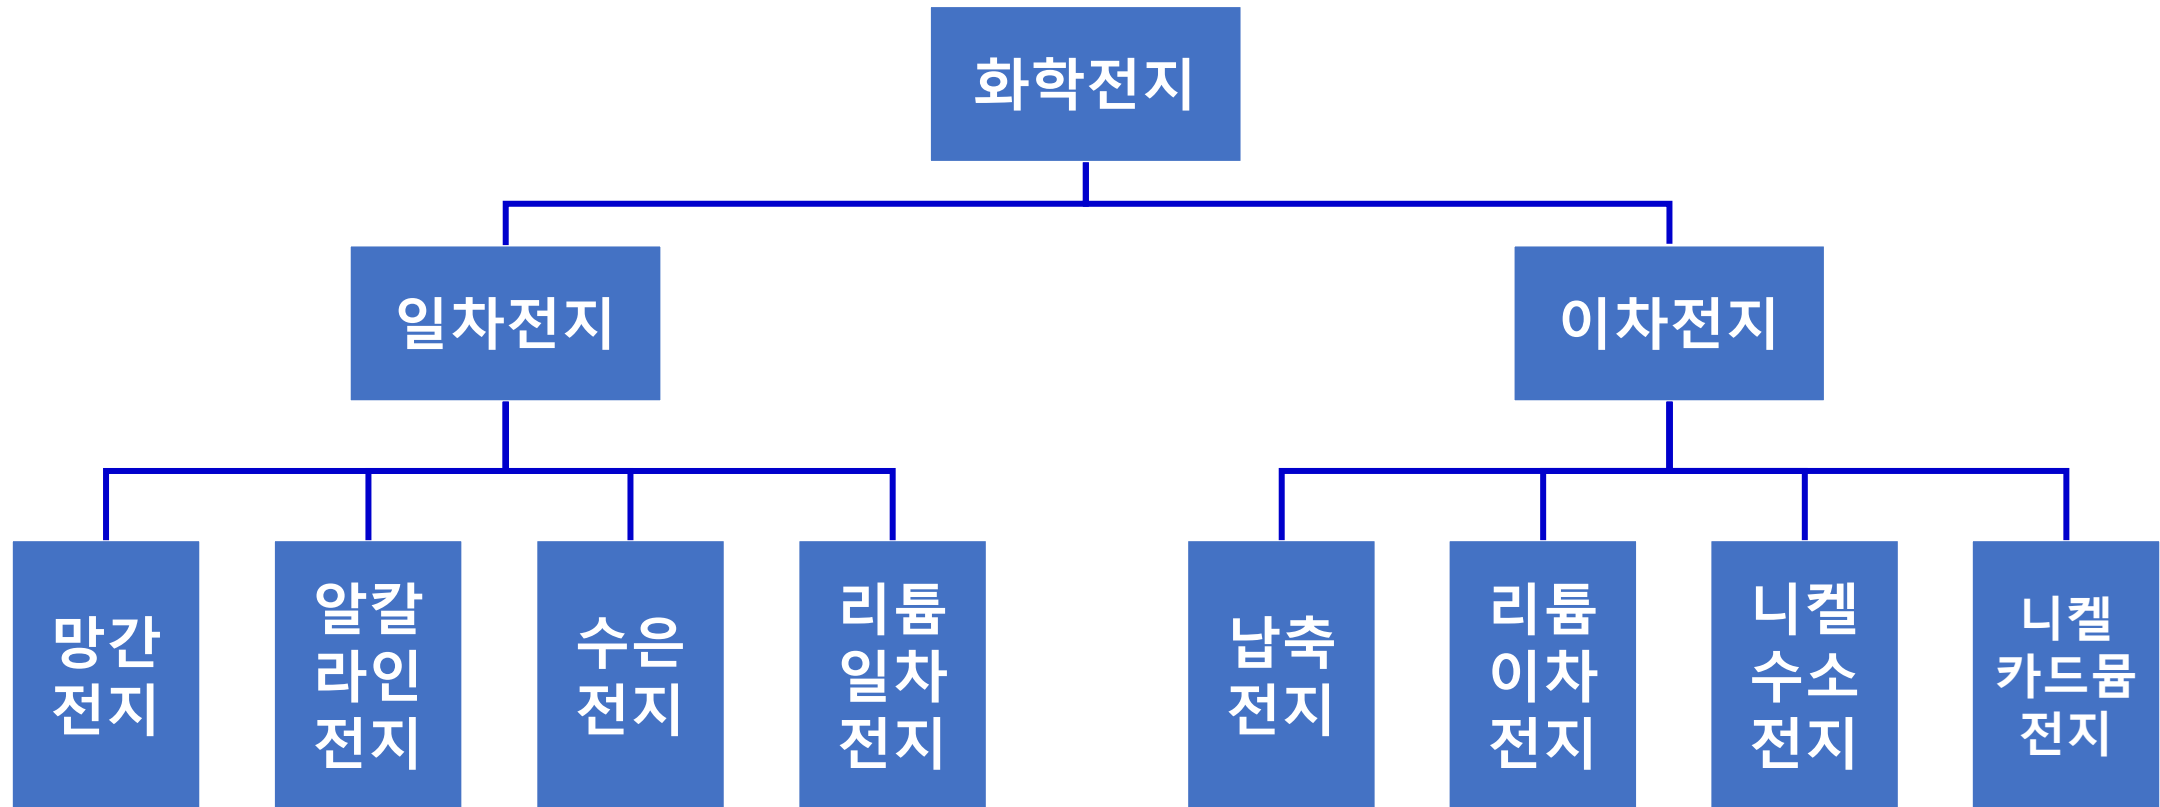 화학전지
일차전지
이차전지
망간
전지
알칼
라인
전지
수은
전지
리튬
일차
전지
납축
전지
리튬
이차
전지
니켈
수소
전지
니켈
카드뮴
전지